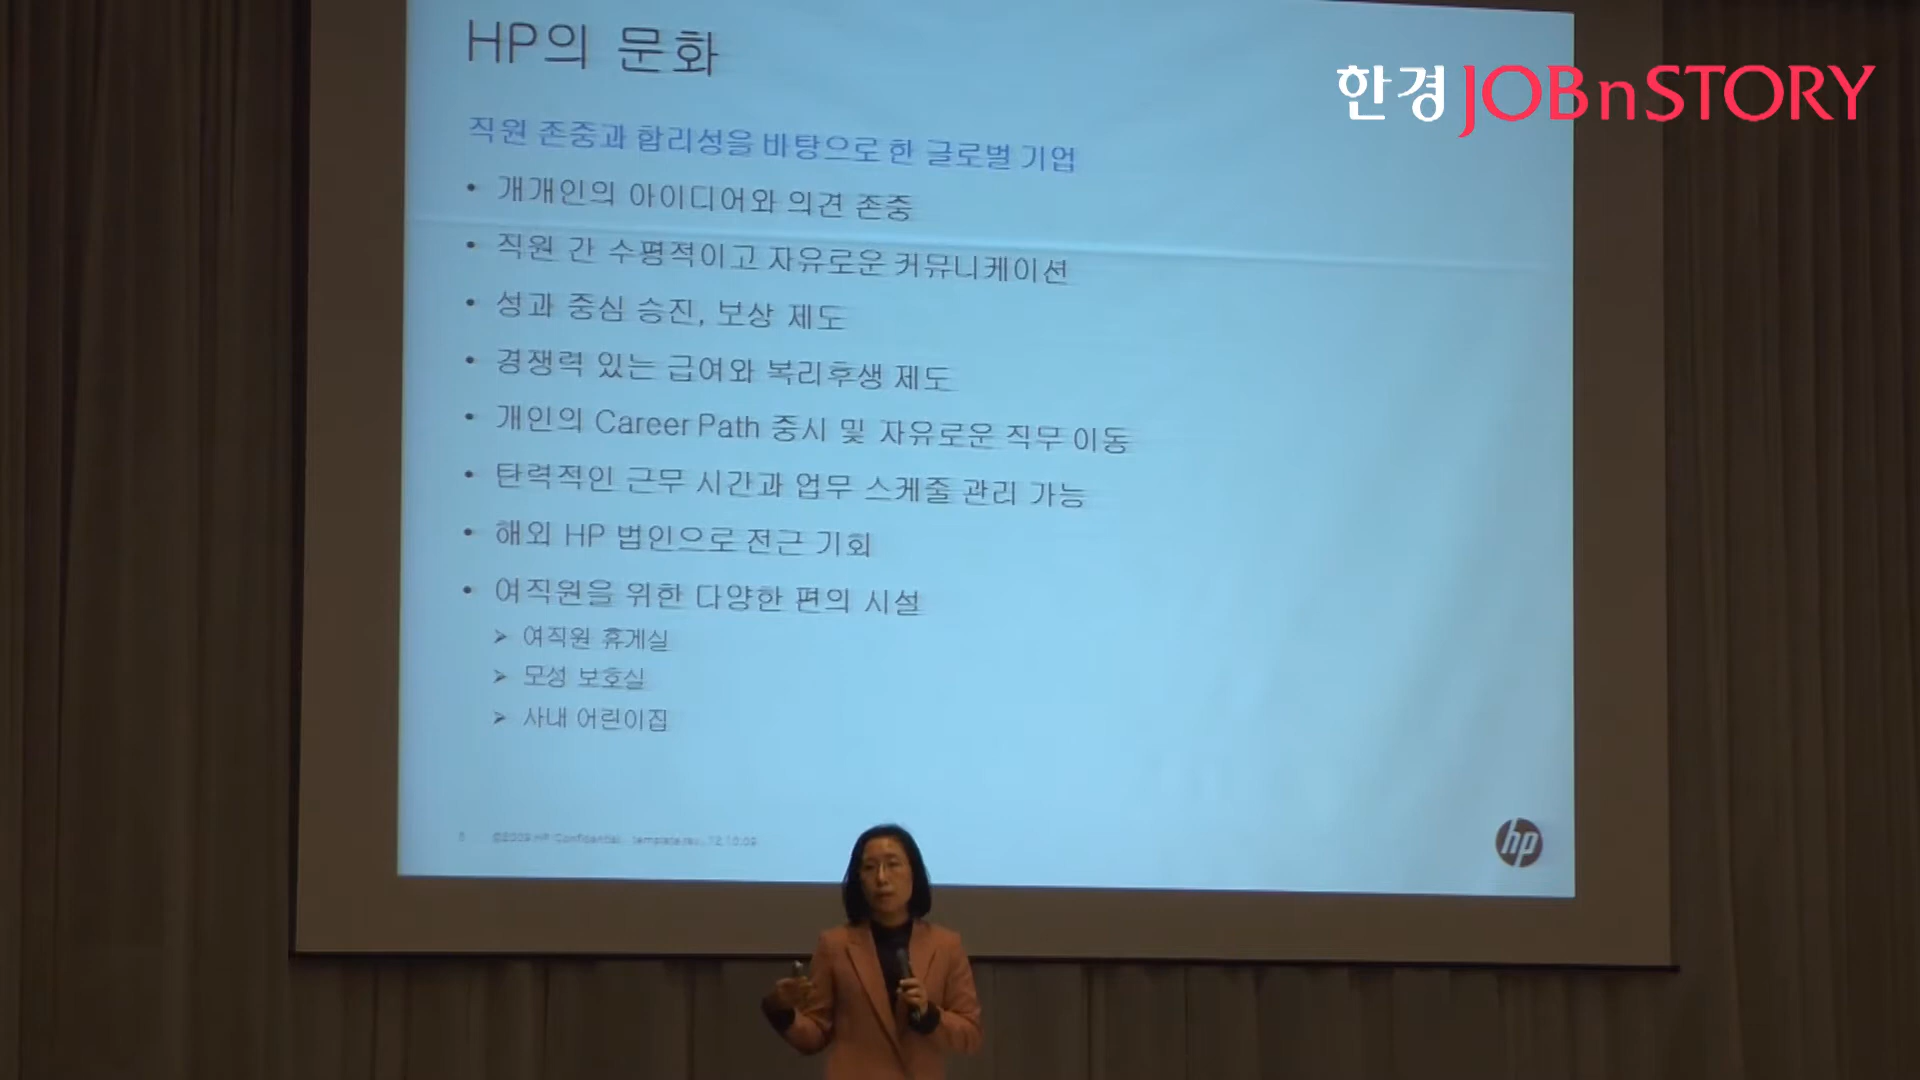 HP의 문화
한경 JOBnSTORY
직원 존중과 합리성을 바탕으로 한 글로벌 기업
• 개개인의 아이디어와 의견 존중
• 직원 간 수평적이고 자유로운 커뮤니케이션
• 성과 중심 승진, 보상 제도
• 경쟁력 있는 급여와 복리후생 제도
• 개인의 Career Path 중시 및 자유로운 직무 이동
• 탄력적인 근무 시간과 업무 스케줄 관리 가능
• 해외 HP 법인으로 전근 기회
• 여직원을 위한 다양한 편의 시설
➢ 여직원 휴게실
➢ 모성 보호실
➢ 사내 어린이집
©2009 HP Confidential template rev. 12.10.09
hp